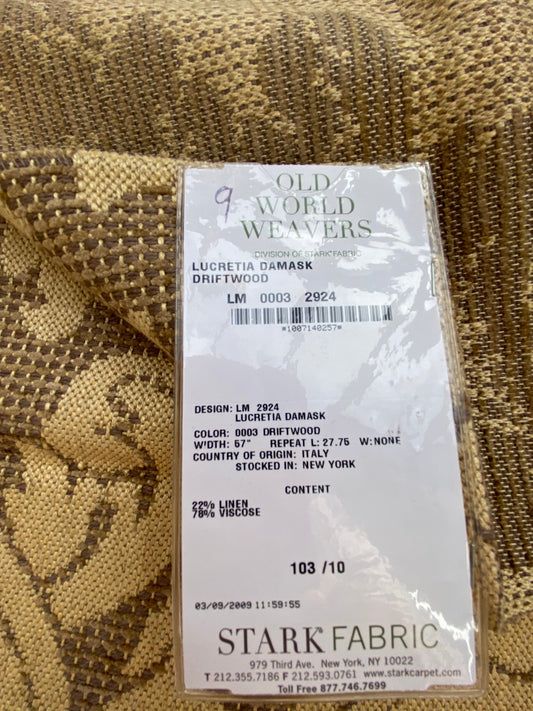 9
OLD
WORLD
WEAVERS
DIVISION OF STARK FABRIC
LUCRETIA DAMASK
DRIFTWOOD
LM 0003 2924
*1007140257*
DESIGN: LM 2924
LUCRETIA DAMASK
COLOR: 0003 DRIFTWOOD
WIDTH: 57" REPEAT L: 27.75 W:NONE
COUNTRY OF ORIGIN: ITALY
STOCKED IN: NEW YORK
CONTENT
22% LINEN
78% VISCOSE
103 /10
03/09/2009 11:59:55
STARK FABRIC
979 Third Ave. New York, NY 10022
T 212.355.7186 F 212.593.0761 www.starkcarpet.com
Toll Free 877.746.7699